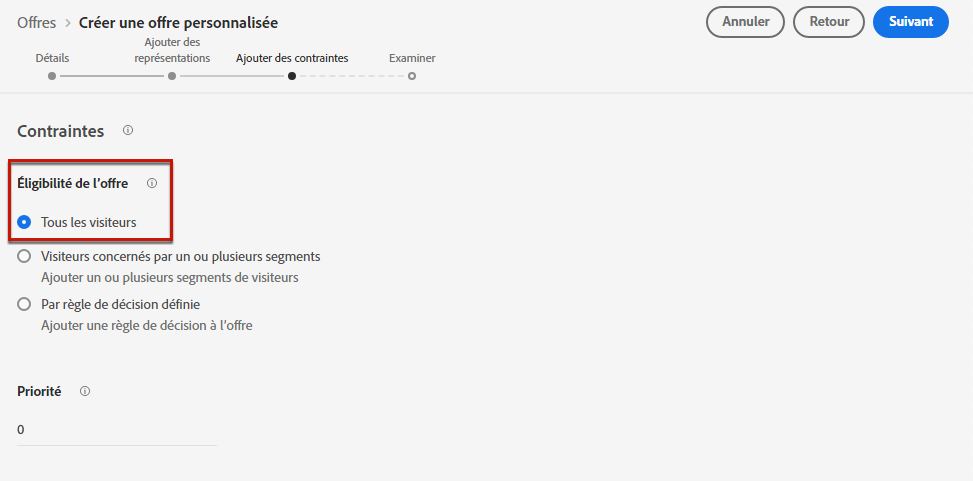 Offres > Créer une offre personnalisée
Annuler
Retour
Suivant
Détails
Ajouter des
représentations
Ajouter des contraintes
Examiner
Contraintes
Éligibilité de l’offre
Tous les visiteurs
Visiteurs concernés par un ou plusieurs segments
Ajouter un ou plusieurs segments de visiteurs
Par règle de décision définie
Ajouter une règle de décision à l’offre
Priorité
0